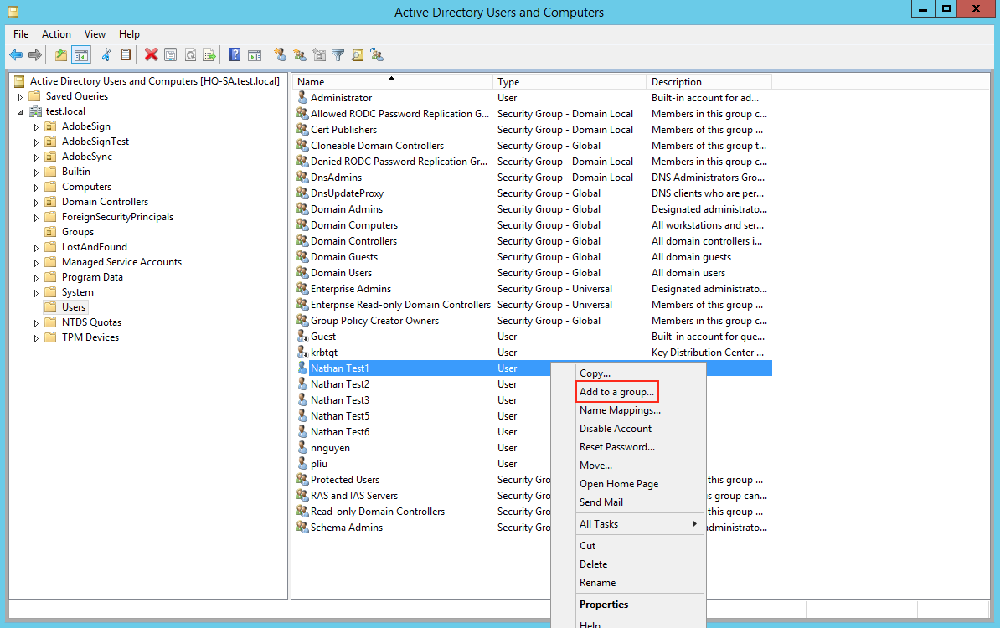 Active Directory Users and Computers
File Action View Help
Active Directory Users and Computers [HQ-SA.test.local]
Saved Queries
test.local
AdobeSign
AdobeSignTest
AdobeSync
Builtin
Computers
Domain Controllers
ForeignSecurityPrincipals
Groups
LostAndFound
Managed Service Accounts
Program Data
System
Users
NTDS Quotas
TPM Devices
Name Type Description
Administrator User Built-in account for ad...
Allowed RODC Password Replication G... Security Group - Domain Local Members in this group c...
Cert Publishers Security Group - Domain Local Members of this group ...
Cloneable Domain Controllers Security Group - Global Members of this group t...
Denied RODC Password Replication Gr... Security Group - Domain Local Members in this group c...
DnsAdmins Security Group - Domain Local DNS Administrators Gro...
DnsUpdateProxy Security Group - Global DNS clients who are per...
Domain Admins Security Group - Global Designated administrato...
Domain Computers Security Group - Global All workstations and ser...
Domain Controllers Security Group - Global All domain controllers i...
Domain Guests Security Group - Global All domain guests
Domain Users Security Group - Global All domain users
Enterprise Admins Security Group - Universal Designated administrato...
Enterprise Read-only Domain Controllers Security Group - Universal Members of this group ...
Group Policy Creator Owners Security Group - Global Members in this group c...
Guest User Built-in account for gue...
krbtgt User Key Distribution Center ...
Nathan Test1 User
Nathan Test2 User
Nathan Test3 User
Nathan Test5 User
Nathan Test6 User
nnguyen User
pliu User
Protected Users Security Gro this group ...
RAS and IAS Servers Security Gro s group can...
Read-only Domain Controllers Security Gro this group ...
Schema Admins Security Gro dministrato...
Copy...
Add to a group...
Name Mappings...
Disable Account
Reset Password...
Move...
Open Home Page
Send Mail
All Tasks
Cut
Delete
Rename
Properties
Help